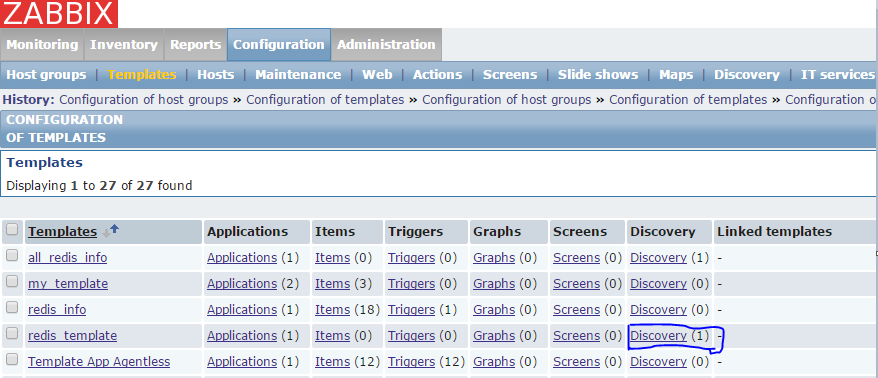 ZABBIX
Monitoring Inventory Reports Configuration Administration
Host groups | Templates | Hosts | Maintenance | Web | Actions | Screens | Slide shows | Maps | Discovery | IT services
History: Configuration of host groups » Configuration of templates » Configuration of host groups » Configuration of templates » Configuration o
CONFIGURATION
OF TEMPLATES
Templates
Displaying 1 to 27 of 27 found
Templates Applications Items Triggers Graphs Screens Discovery Linked templates
all_redis_info Applications (1) Items (0) Triggers (0) Graphs (0) Screens (0) Discovery (1) -
my_template Applications (2) Items (3) Triggers (0) Graphs (0) Screens (0) Discovery (0) -
redis_info Applications (1) Items (18) Triggers (1) Graphs (0) Screens (0) Discovery (0) -
redis_template Applications (1) Items (0) Triggers (0) Graphs (0) Screens (0) Discovery (1) -
Template App Agentless Applications (1) Items (12) Triggers (12) Graphs (0) Screens (0) Discovery (0) -